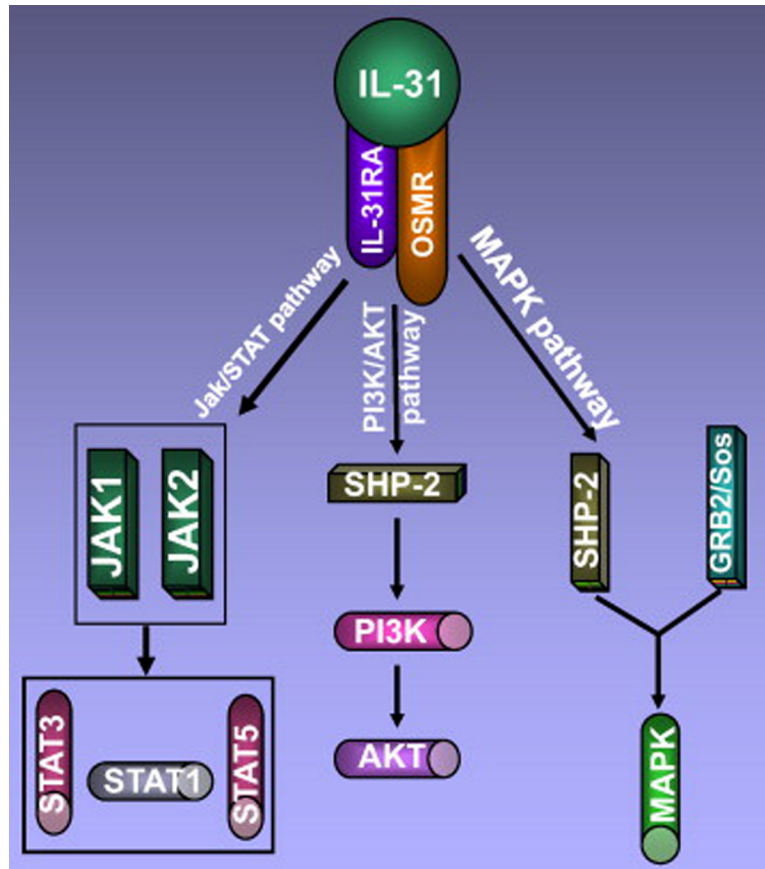 IL-31
IL-31RA
OSMR
Jak/STAT pathway
PI3K/AKT
pathway
MAPK pathway
JAK1
JAK2
SHP-2
SHP-2
GRB2/Sos
PI3K
STAT3
STAT1
STAT5
AKT
MAPK